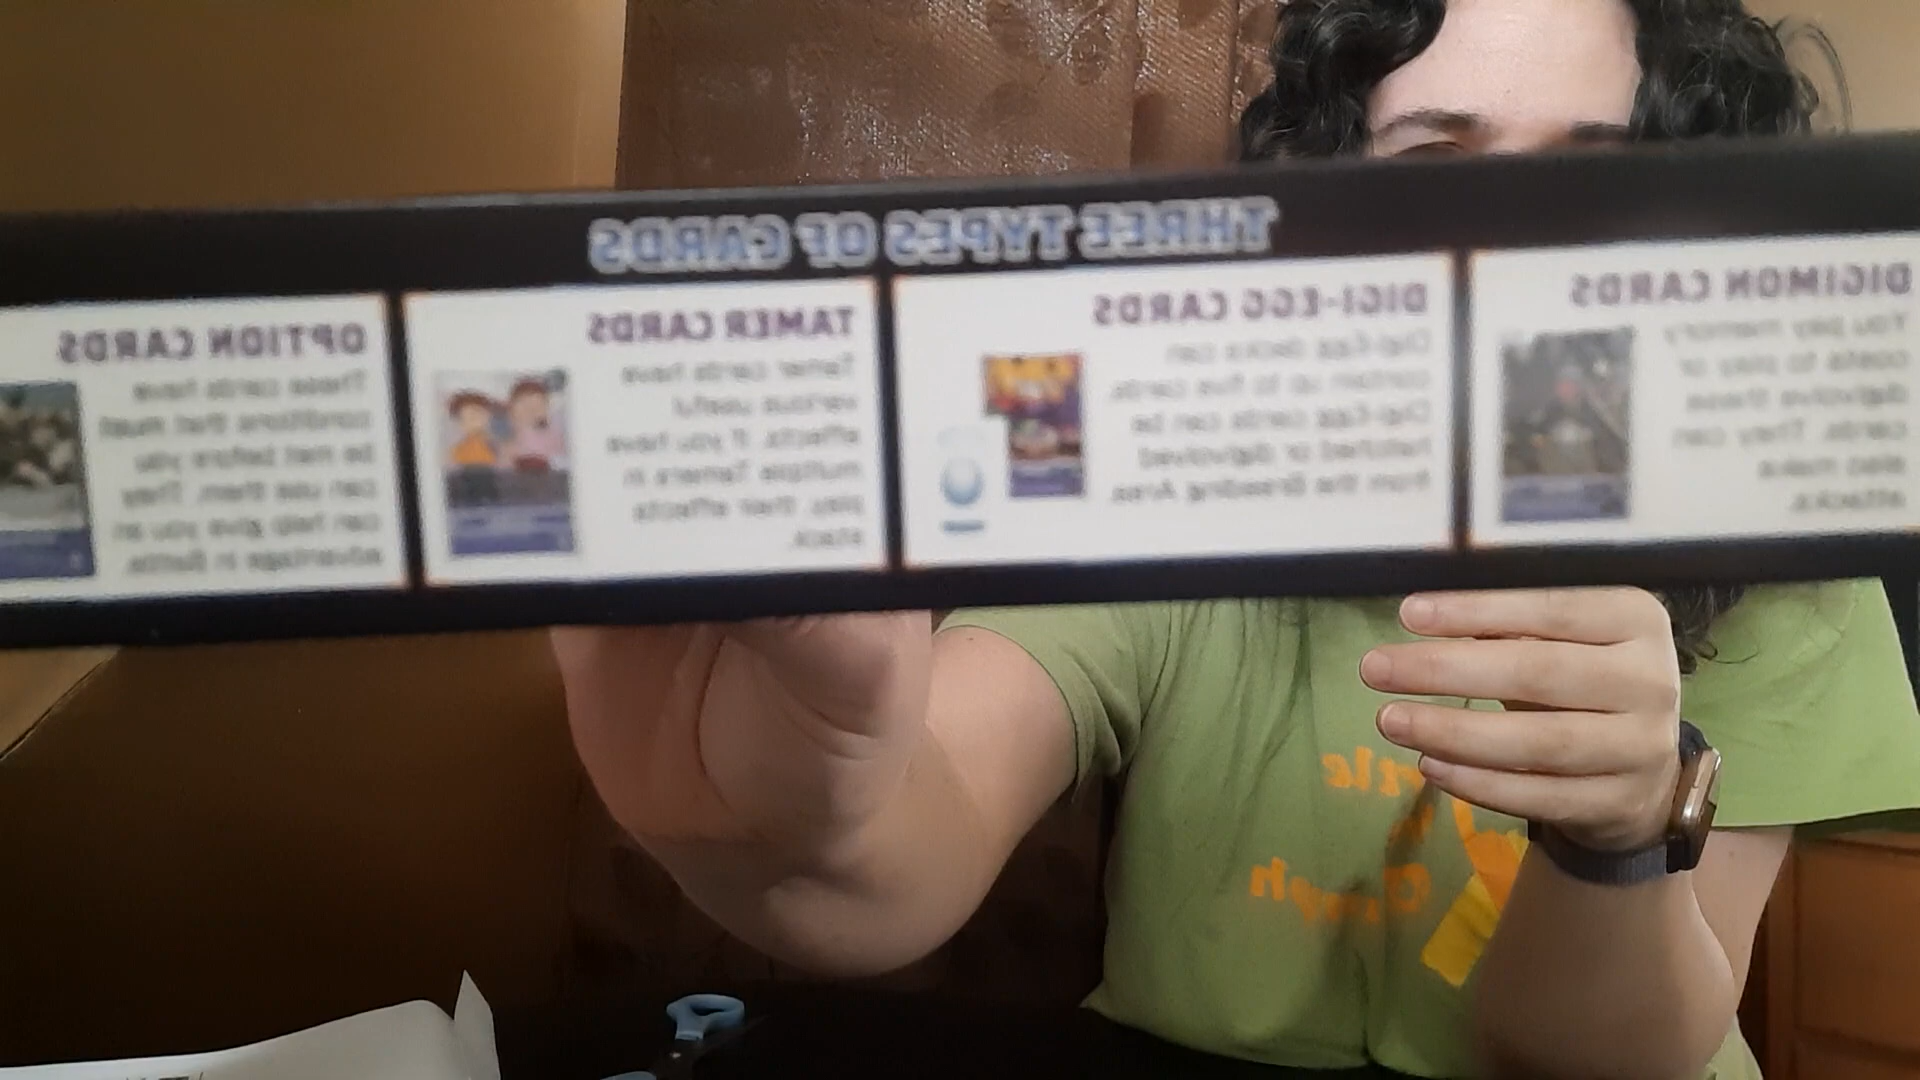 THREE TYPES OF CARDS
DIGIMON CARDS
You pay memory
costs to play or
digivolve these
cards. They can
also make
attacks.
DIGI-EGG CARDS
Digi-Egg decks can
contain up to five cards.
Digi-Egg cards can be
hatched or digivolved
from the Breeding Area.
TAMER CARDS
Tamer cards have
various useful
effects. If you have
multiple Tamers in
play, their effects
stack.
OPTION CARDS
These cards have
conditions that must
be met before you
can use them. They
can help give you an
advantage in battle.